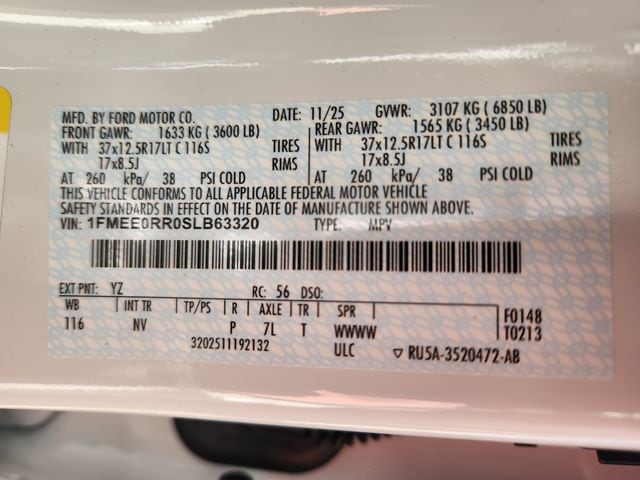 MFD. BY FORD MOTOR CO. DATE: 11/25 GVWR: 3107 KG ( 6850 LB)
FRONT GAWR: 1633 KG ( 3600 LB) REAR GAWR: 1565 KG ( 3450 LB)
WITH 37x12.5R17LT C 116S TIRES WITH 37x12.5R17LT C 116S TIRES
17x8.5J RIMS 17x8.5J RIMS
AT 260 kPa/ 38 PSI COLD AT 260 kPa/ 38 PSI COLD
THIS VEHICLE CONFORMS TO ALL APPLICABLE FEDERAL MOTOR VEHICLE
SAFETY STANDARDS IN EFFECT ON THE DATE OF MANUFACTURE SHOWN ABOVE.
VIN: 1FMEE0RR0SLB63320 TYPE: MPV
EXT PNT: YZ RC: 56 DSO:
WB INT TR TP/PS R AXLE TR SPR F0148
116 NV P 7L T WWWW T0213
3202511192132 ULC ▽ RU5A-3520472-AB